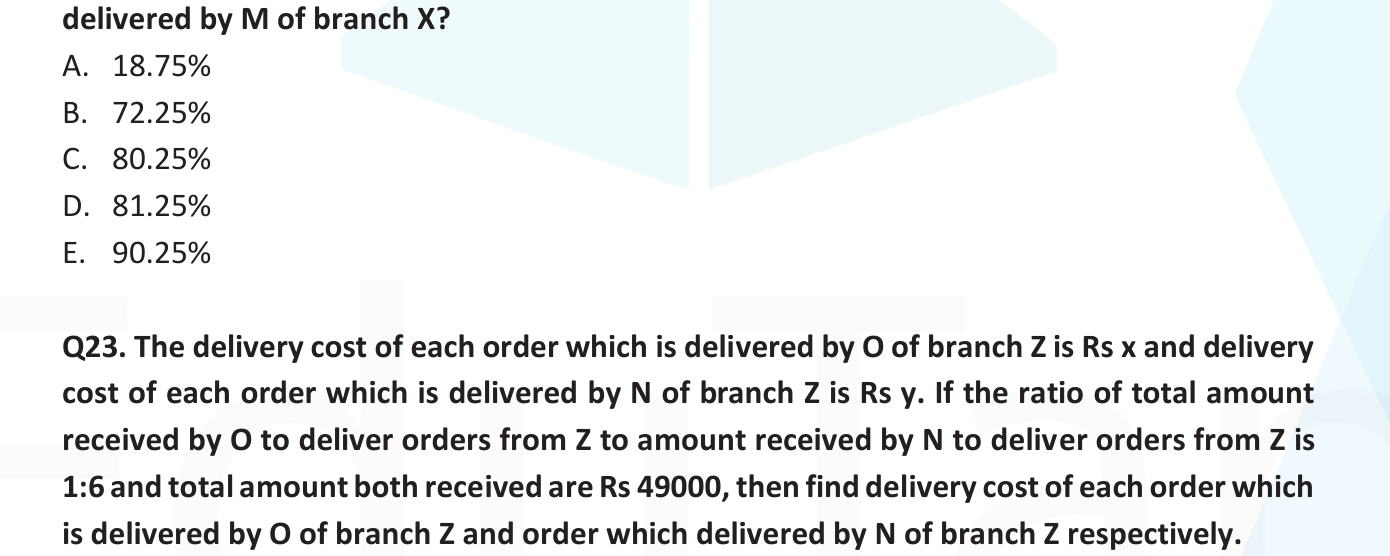 delivered by M of branch X?
A. 18.75%
B. 72.25%
C. 80.25%
D. 81.25%
E. 90.25%
Q23. The delivery cost of each order which is delivered by O of branch Z is Rs x and delivery
cost of each order which is delivered by N of branch Z is Rs y. If the ratio of total amount
received by O to deliver orders from Z to amount received by N to deliver orders from Z is
1:6 and total amount both received are Rs 49000, then find delivery cost of each order which
is delivered by O of branch Z and order which delivered by N of branch Z respectively.